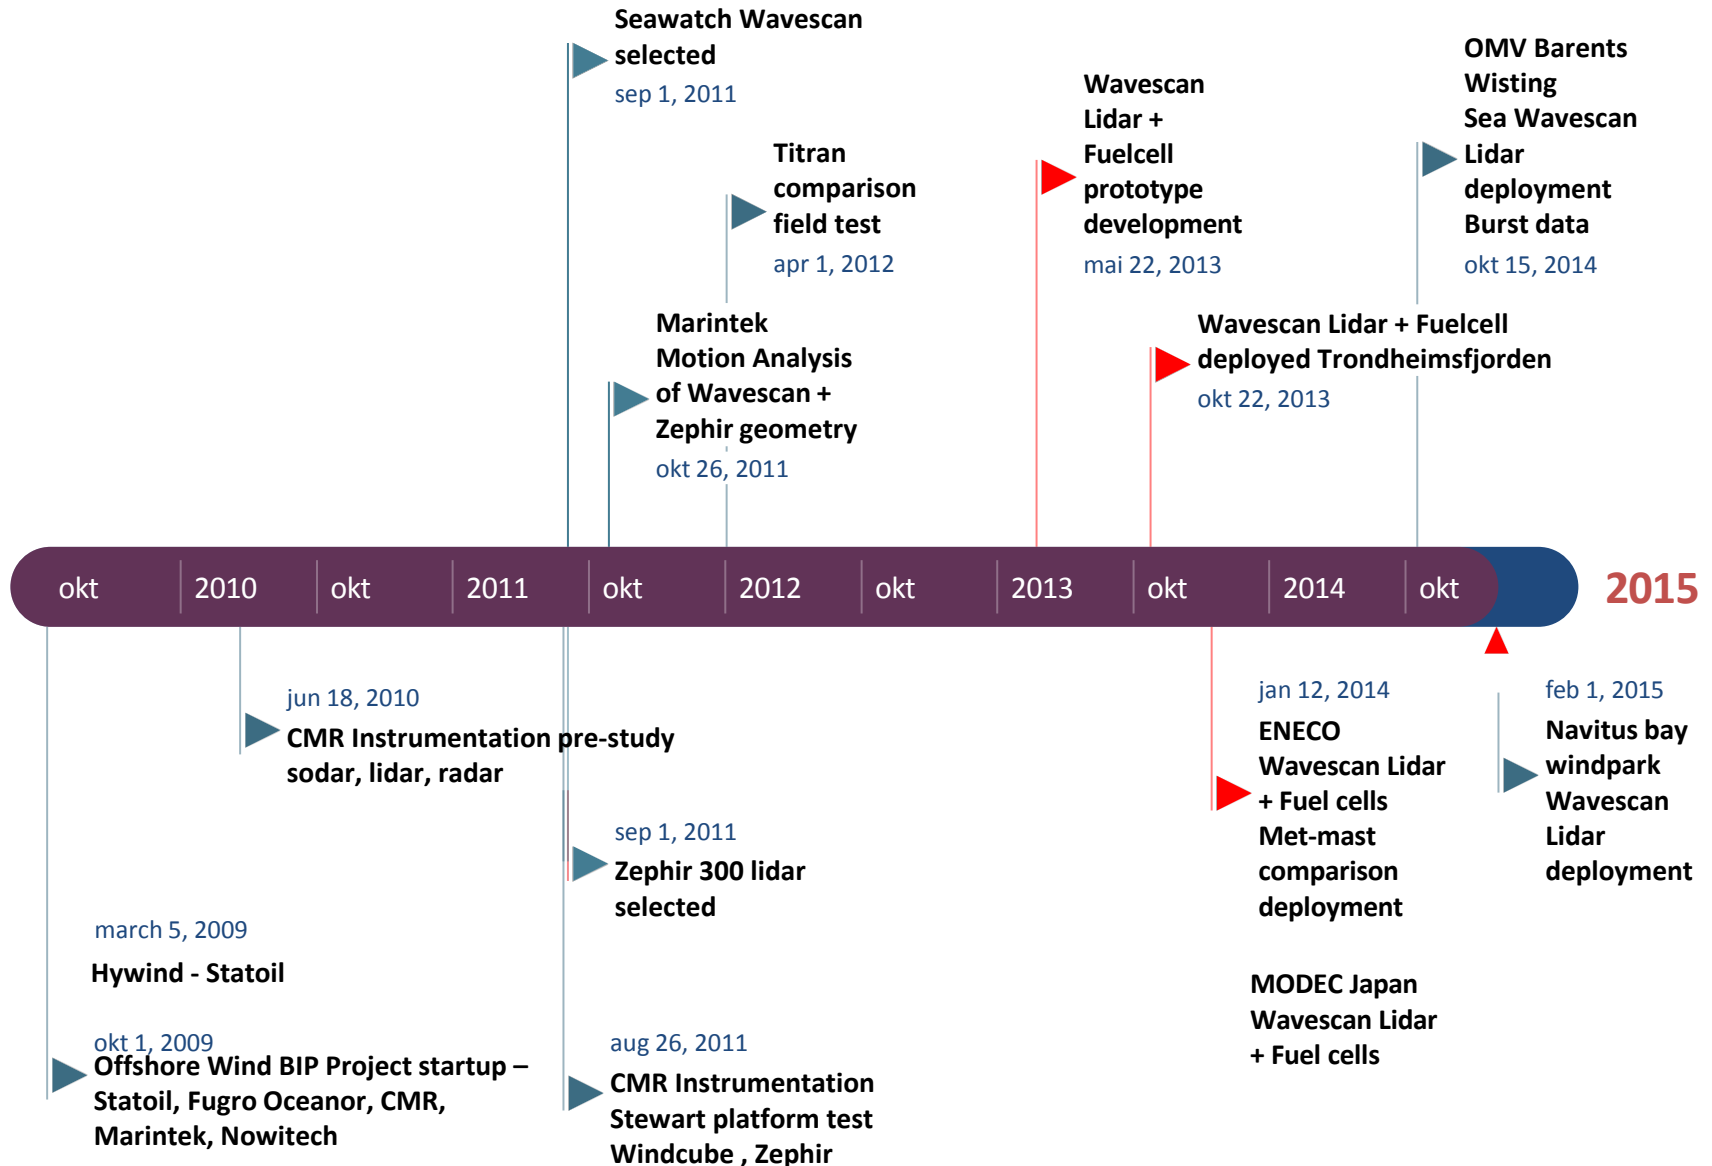 Seawatch Wavescan
selected
sep 1, 2011
Titran
comparison
field test
apr 1, 2012
Marintek
Motion Analysis
of Wavescan +
Zephir geometry
okt 26, 2011
Wavescan
Lidar +
Fuelcell
prototype
development
mai 22, 2013
OMV Barents
Wisting
Sea Wavescan
Lidar
deployment
Burst data
okt 15, 2014
Wavescan Lidar + Fuelcell
deployed Trondheimsfjorden
okt 22, 2013
okt 2010 okt 2011 okt 2012 okt 2013 okt 2014 okt 2015
jun 18, 2010
CMR Instrumentation pre-study
sodar, lidar, radar
sep 1, 2011
Zephir 300 lidar
selected
march 5, 2009
Hywind - Statoil
okt 1, 2009
Offshore Wind BIP Project startup –
Statoil, Fugro Oceanor, CMR,
Marintek, Nowitech
aug 26, 2011
CMR Instrumentation
Stewart platform test
Windcube , Zephir
jan 12, 2014
ENECO
Wavescan Lidar
+ Fuel cells
Met-mast
comparison
deployment
MODEC Japan
Wavescan Lidar
+ Fuel cells
feb 1, 2015
Navitus bay
windpark
Wavescan
Lidar
deployment